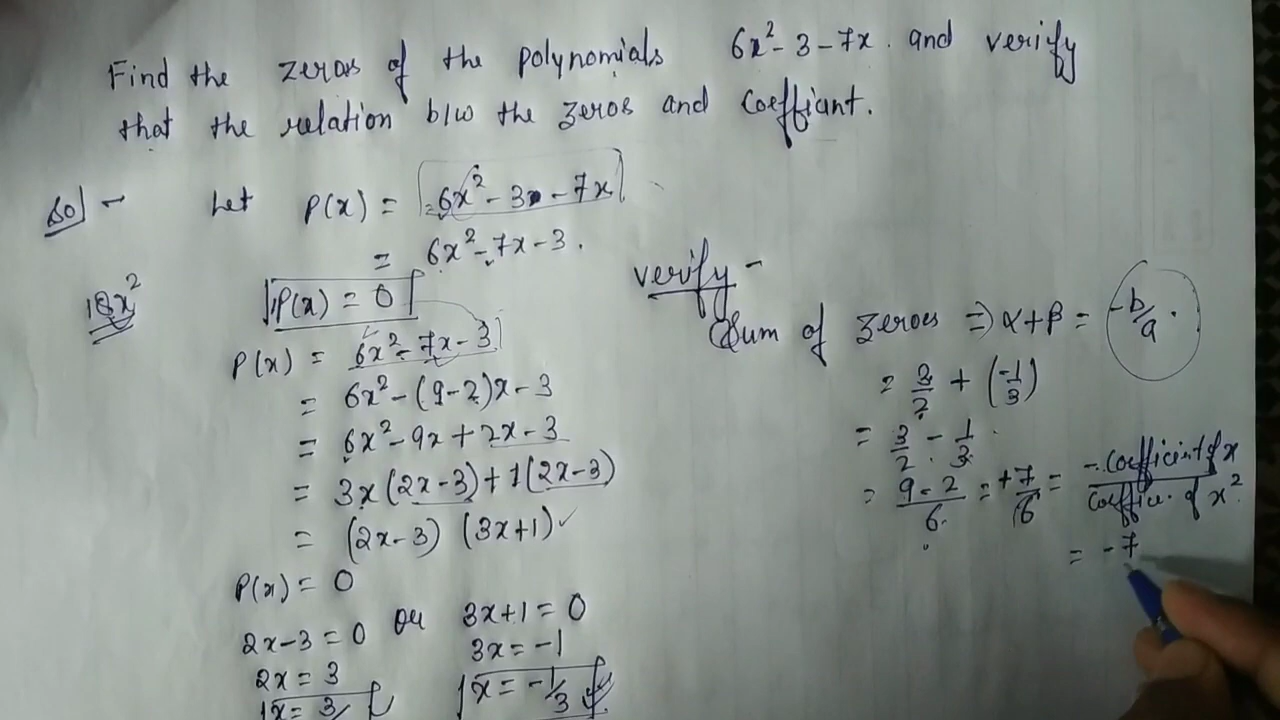 Find the zeroes of the polynomials 6x² - 3 - 7x . and verify
that the relation b/w the zeros and Coefficiant.
Sol - Let P(x) = 6x² - 3 - 7x
= 6x² - 7x - 3 .
18x²
P(x) = 0
P(x) = 6x² - 7x - 3
= 6x² - (9-2)x - 3
= 6x² - 9x + 2x - 3
= 3x (2x-3) + 1 (2x-3)
= (2x-3) (3x+1) ✓
P(x) = 0
2x-3 = 0 or 3x+1 = 0
2x = 3 3x = -1
x = 3/ x = -1/3
verify -
Sum of zeroes ⇒ α+β = -b/a .
= 3/2 + (-1/3)
= 3/2 - 1/3 .
= 9-2/6 = +7/6 = - Coefficient of x / Coeffice. of x².
= -7